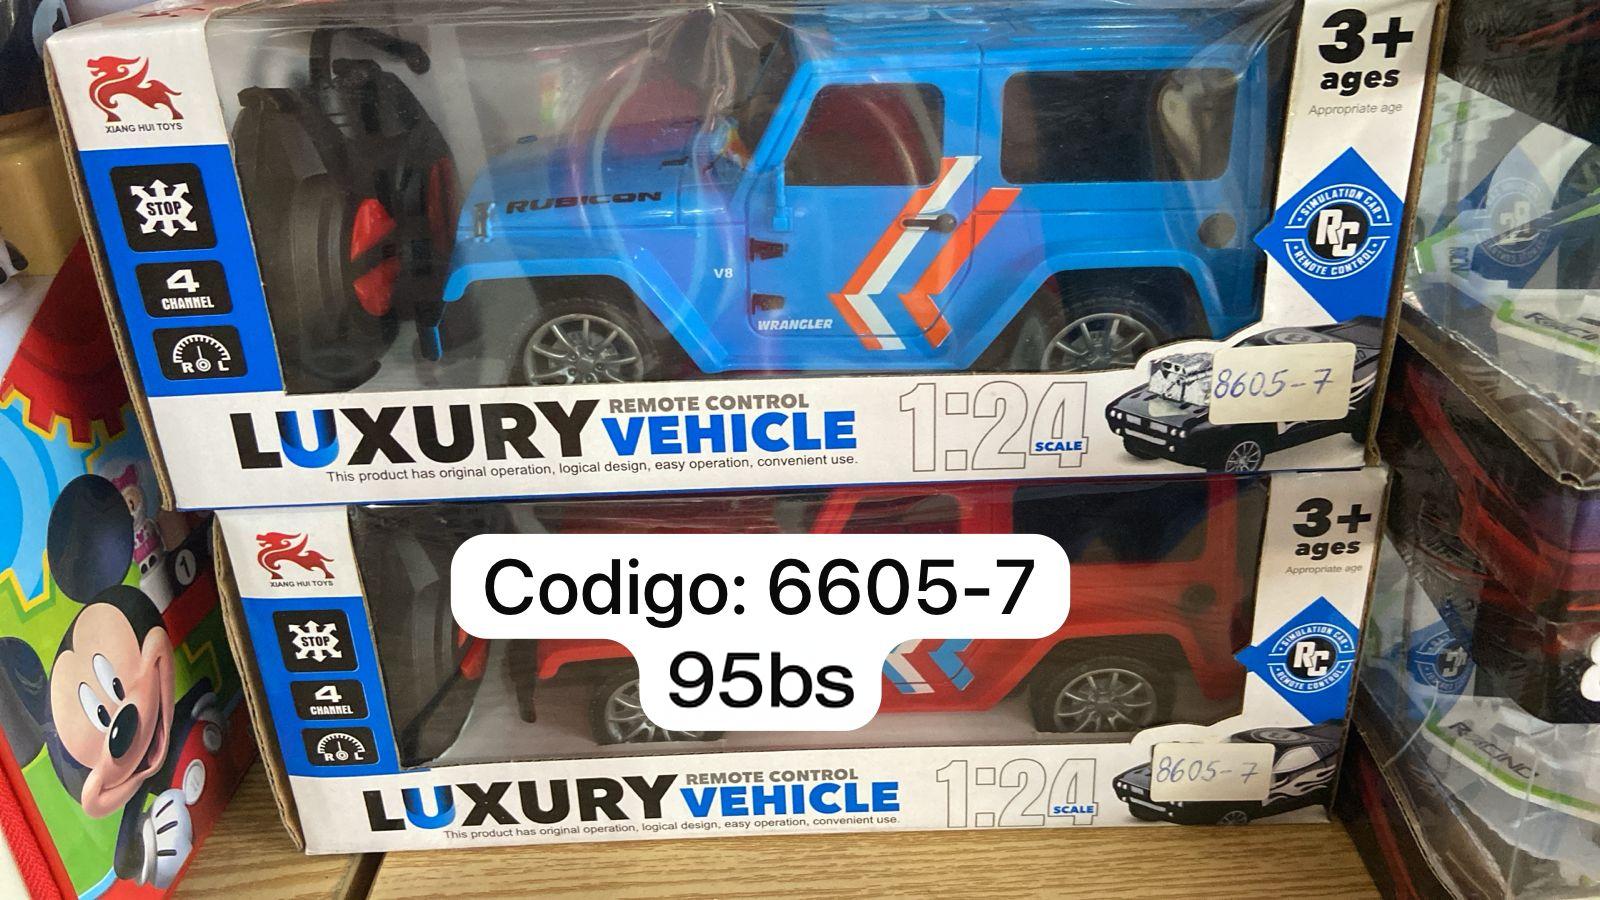 XIANG HUI TOYS
STOP
4
CHANNEL
R O L
RUBICON
V8
WRANGLER
3+
ages
Appropriate age
SIMULATION CAR
RC
REMOTE CONTROL
LUXURY REMOTE CONTROL VEHICLE
This product has original operation, logical design, easy operation, convenient use.
1:24
SCALE
8605-7
XIANG HUI TOYS
STOP
4
CHANNEL
R O L
Codigo: 6605-7
95bs
3+
ages
Appropriate age
SIMULATION CAR
RC
REMOTE CONTROL
LUXURY REMOTE CONTROL VEHICLE
This product has original operation, logical design, easy operation, convenient use.
1:24
SCALE
8605-7
1
RACING